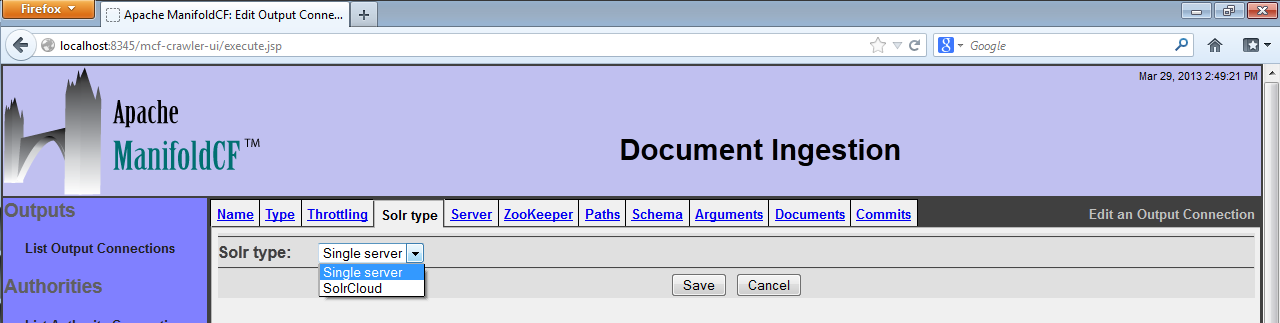 Firefox
Apache ManifoldCF: Edit Output Conne...
localhost:8345/mcf-crawler-ui/execute.jsp
Google
Mar 29, 2013 2:49:21 PM
Apache
ManifoldCF™
Document Ingestion
Outputs
List Output Connections
Authorities
Name Type Throttling Solr type Server ZooKeeper Paths Schema Arguments Documents Commits
Edit an Output Connection
Solr type: Single server
Single server
SolrCloud
Save Cancel